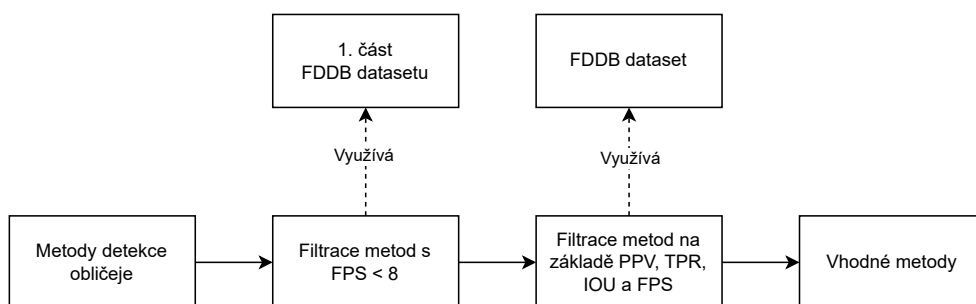 1. část
FDDB datasetu
FDDB dataset
Využívá
Využívá
Metody detekce
obličeje
Filtrace metod s
FPS < 8
Filtrace metod na
základě PPV, TPR,
IOU a FPS
Vhodné metody